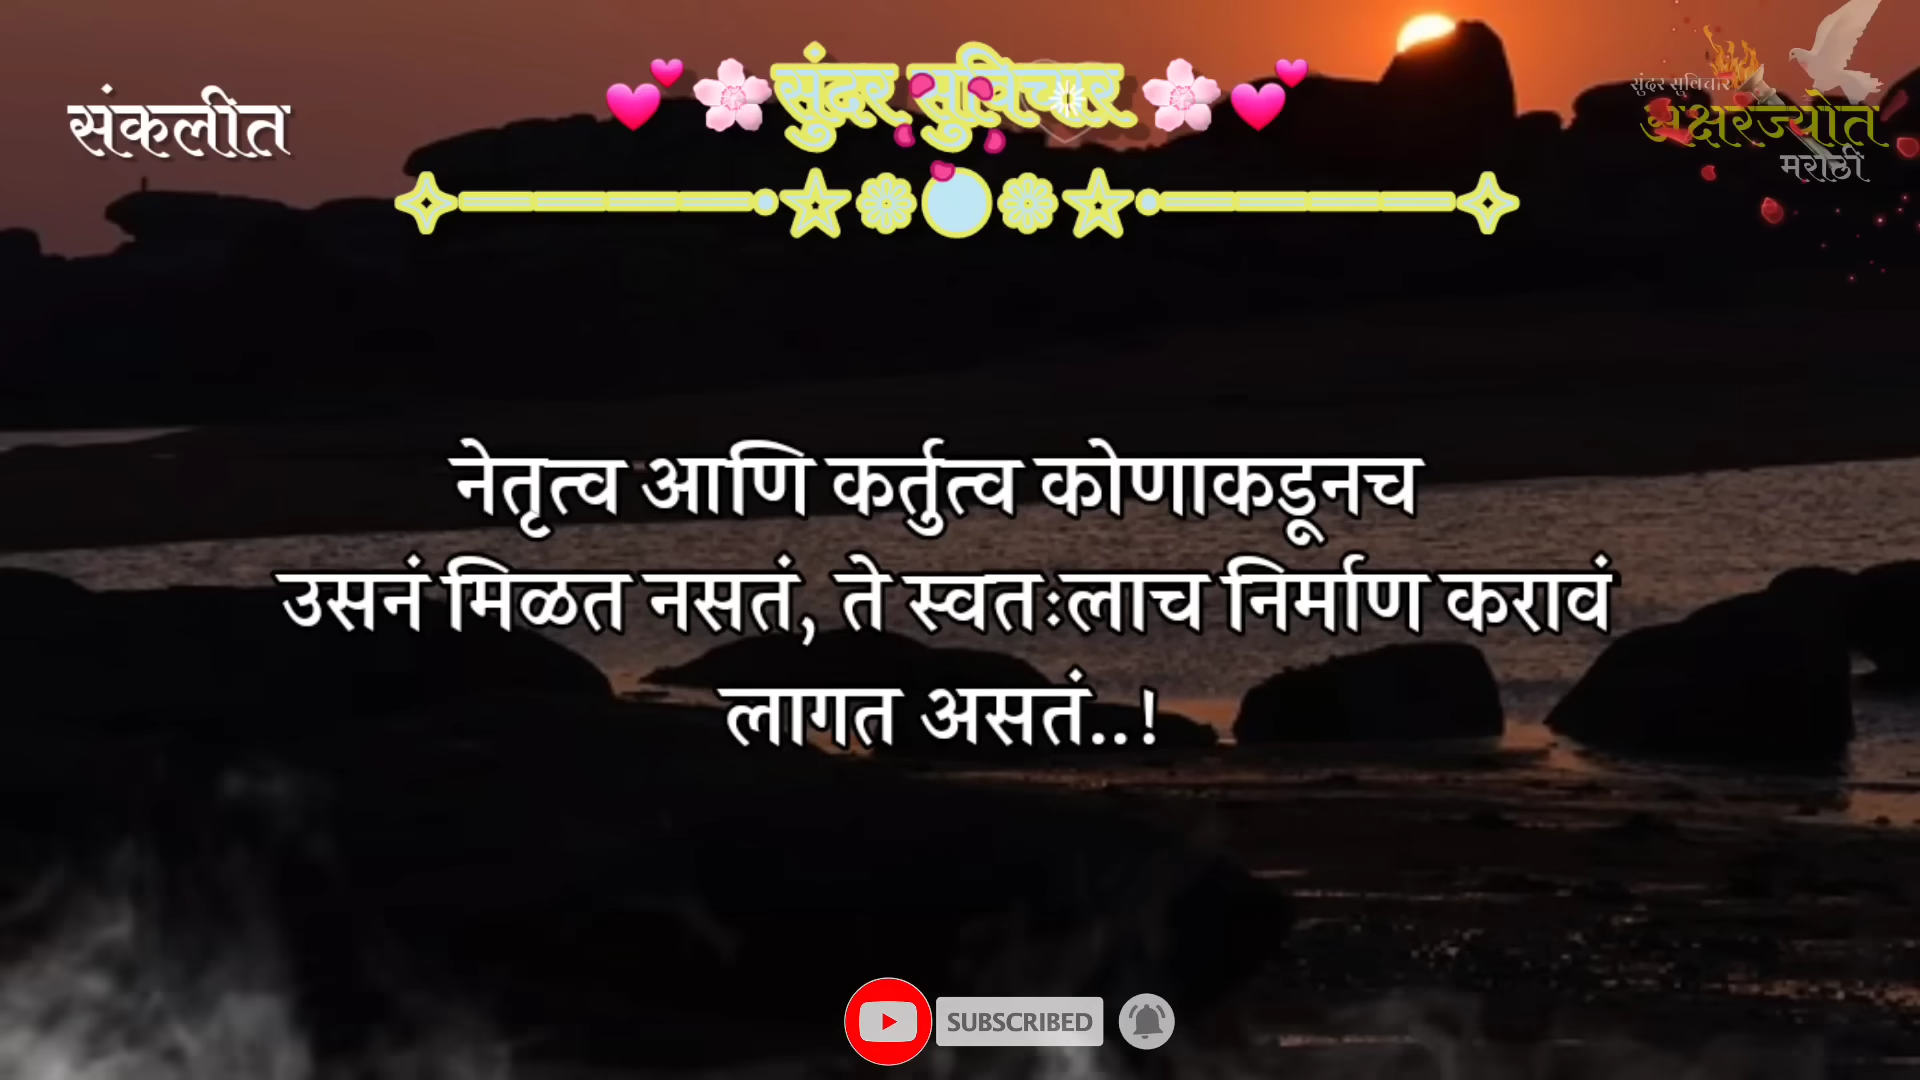 संकलीत
💕🌸सुंदर सुविचार🌸💕
सुंदर सुविचार
अक्षरज्योत
मराठी
नेतृत्व आणि कर्तुत्व कोणाकडूनच
उसनं मिळत नसतं, ते स्वतःलाच निर्माण करावं
लागत असतं..!
SUBSCRIBED